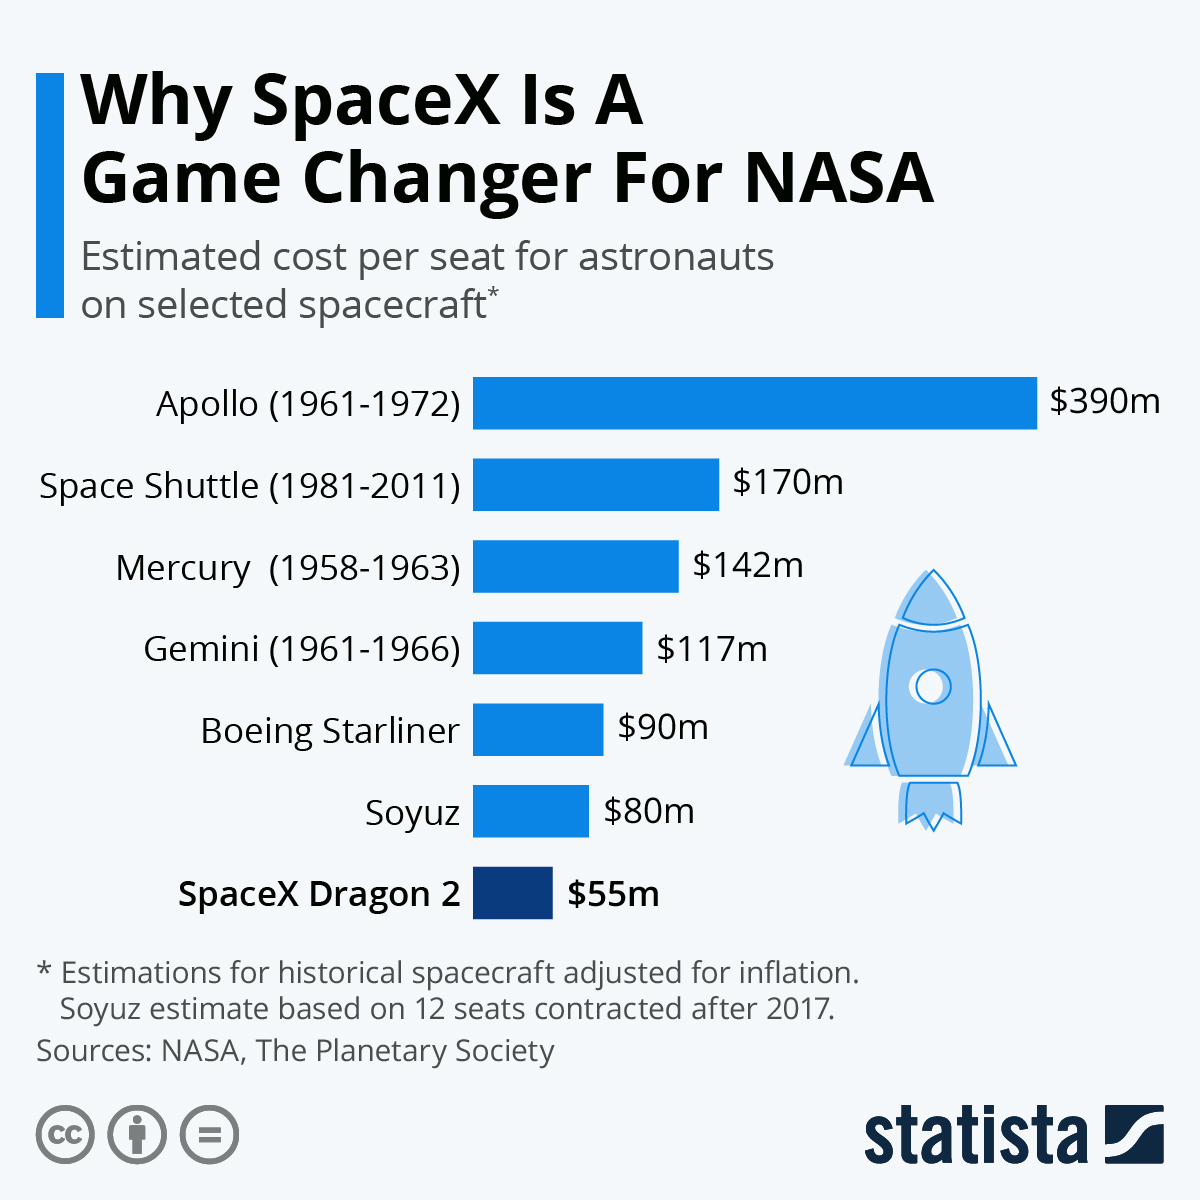 Why SpaceX Is A
Game Changer For NASA
Estimated cost per seat for astronauts
on selected spacecraft*
Apollo (1961-1972) $390m
Space Shuttle (1981-2011) $170m
Mercury (1958-1963) $142m
Gemini (1961-1966) $117m
Boeing Starliner $90m
Soyuz $80m
SpaceX Dragon 2 $55m
* Estimations for historical spacecraft adjusted for inflation.
Soyuz estimate based on 12 seats contracted after 2017.
Sources: NASA, The Planetary Society
cc
statista